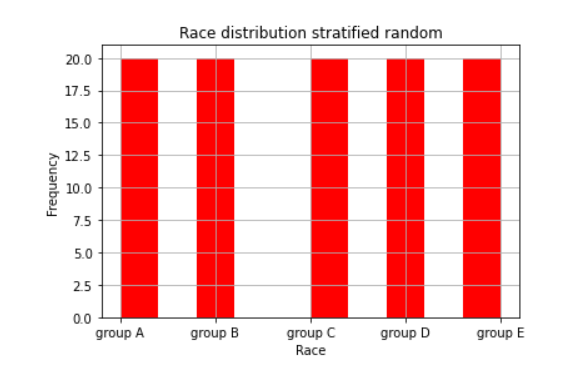 Race distribution stratified random
Frequency
20.0
17.5
15.0
12.5
10.0
7.5
5.0
2.5
0.0
group A group B group C group D group E
Race